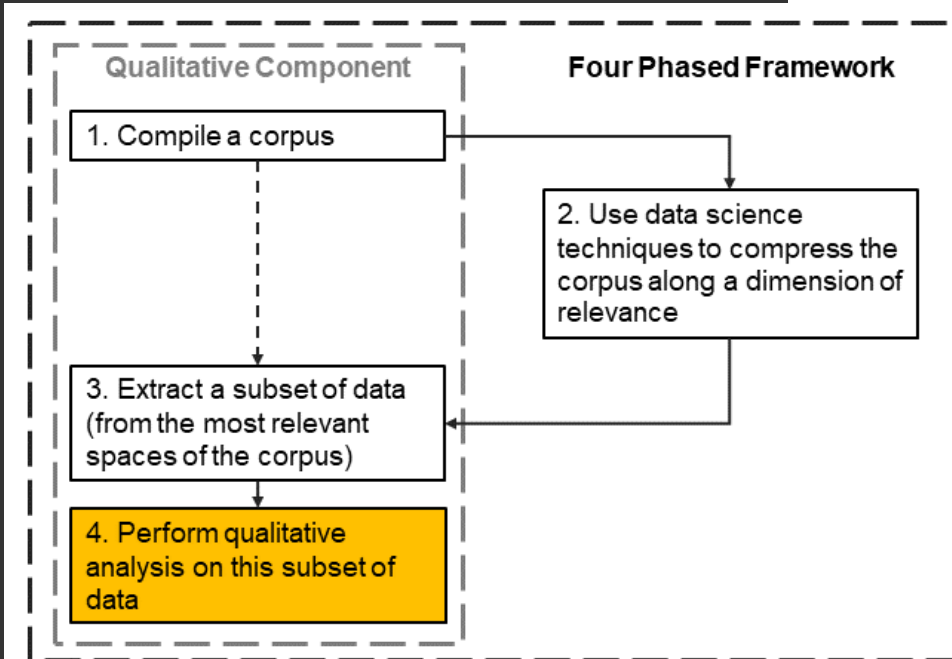 Qualitative Component
Four Phased Framework
1. Compile a corpus
2. Use data science
techniques to compress the
corpus along a dimension of
relevance
3. Extract a subset of data
(from the most relevant
spaces of the corpus)
4. Perform qualitative
analysis on this subset of
data